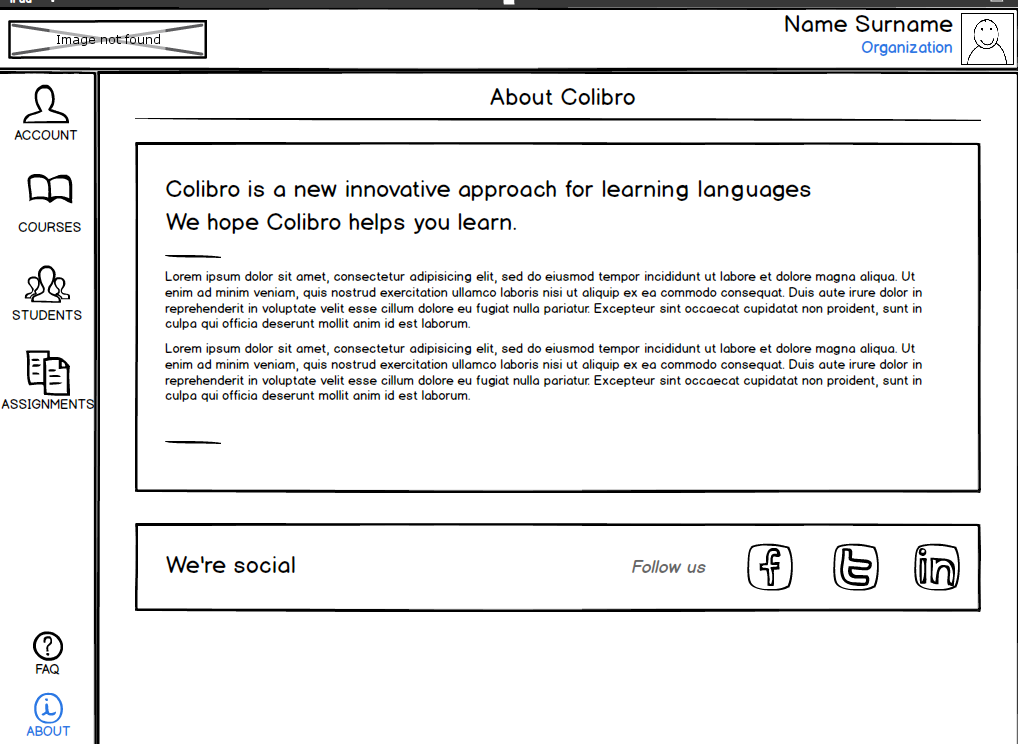 Image not found
Name Surname
Organization
ACCOUNT
COURSES
STUDENTS
ASSIGNMENTS
FAQ
ABOUT
About Colibro
Colibro is a new innovative approach for learning languages
We hope Colibro helps you learn.
Lorem ipsum dolor sit amet, consectetur adipisicing elit, sed do eiusmod tempor incididunt ut labore et dolore magna aliqua. Ut
enim ad minim veniam, quis nostrud exercitation ullamco laboris nisi ut aliquip ex ea commodo consequat. Duis aute irure dolor in
reprehenderit in voluptate velit esse cillum dolore eu fugiat nulla pariatur. Excepteur sint occaecat cupidatat non proident, sunt in
culpa qui officia deserunt mollit anim id est laborum.
Lorem ipsum dolor sit amet, consectetur adipisicing elit, sed do eiusmod tempor incididunt ut labore et dolore magna aliqua. Ut
enim ad minim veniam, quis nostrud exercitation ullamco laboris nisi ut aliquip ex ea commodo consequat. Duis aute irure dolor in
reprehenderit in voluptate velit esse cillum dolore eu fugiat nulla pariatur. Excepteur sint occaecat cupidatat non proident, sunt in
culpa qui officia deserunt mollit anim id est laborum.
We're social
Follow us
f
t
in